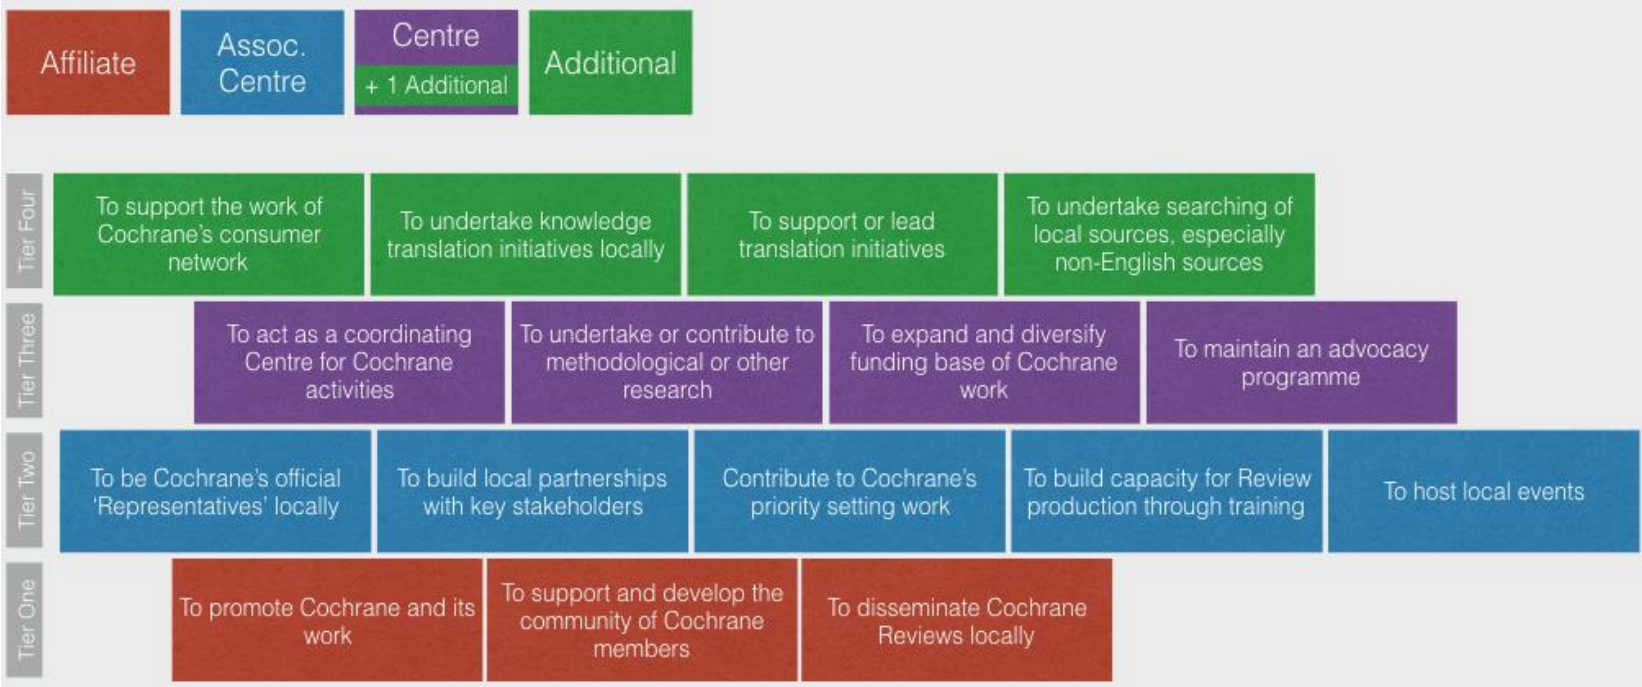 Affiliate
Assoc.
Centre
Centre
+ 1 Additional
Additional
Tier Four
To support the work of
Cochrane's consumer
network
To undertake knowledge
translation initiatives locally
To support or lead
translation initiatives
To undertake searching of
local sources, especially
non-English sources
Tier Three
To act as a coordinating
Centre for Cochrane
activities
To undertake or contribute to
methodological or other
research
To expand and diversify
funding base of Cochrane
work
To maintain an advocacy
programme
Tier Two
To be Cochrane's official
‘Representatives’ locally
To build local partnerships
with key stakeholders
Contribute to Cochrane's
priority setting work
To build capacity for Review
production through training
To host local events
Tier One
To promote Cochrane and its
work
To support and develop the
community of Cochrane
members
To disseminate Cochrane
Reviews locally